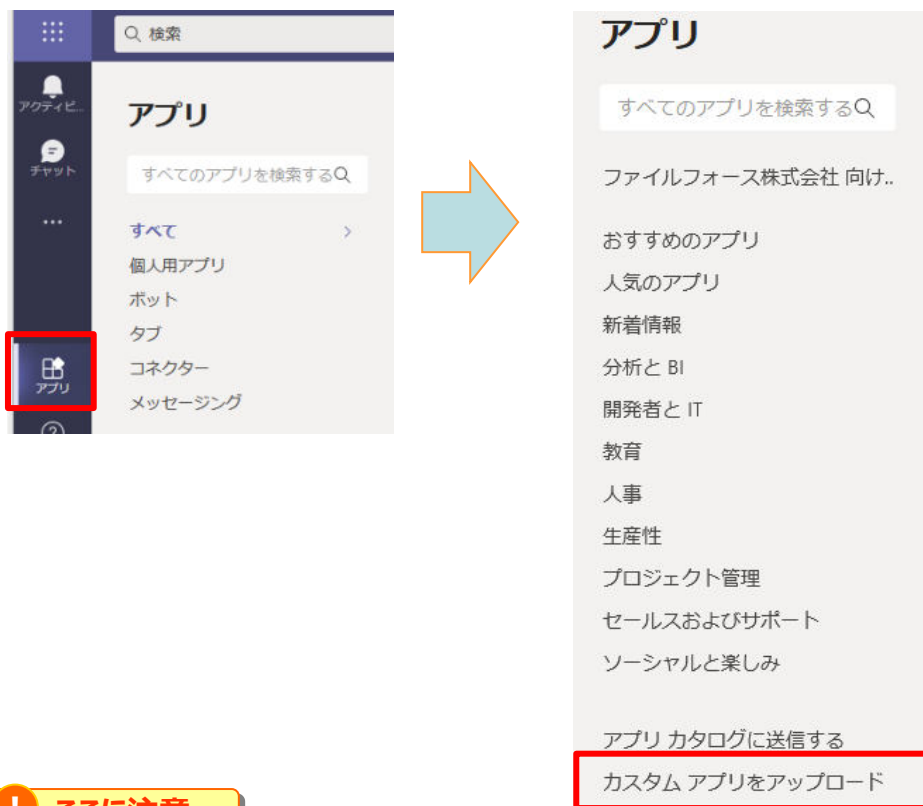 検索
アクティビ...
チャット
アプリ
アプリ
すべてのアプリを検索する
すべて
個人用アプリ
ボット
タブ
コネクター
メッセージング
アプリ
すべてのアプリを検索する
ファイルフォース株式会社 向け..
おすすめのアプリ
人気のアプリ
新着情報
分析と BI
開発者と IT
教育
人事
生産性
プロジェクト管理
セールスおよびサポート
ソーシャルと楽しみ
アプリ カタログに送信する
カスタム アプリをアップロード
ここに注意